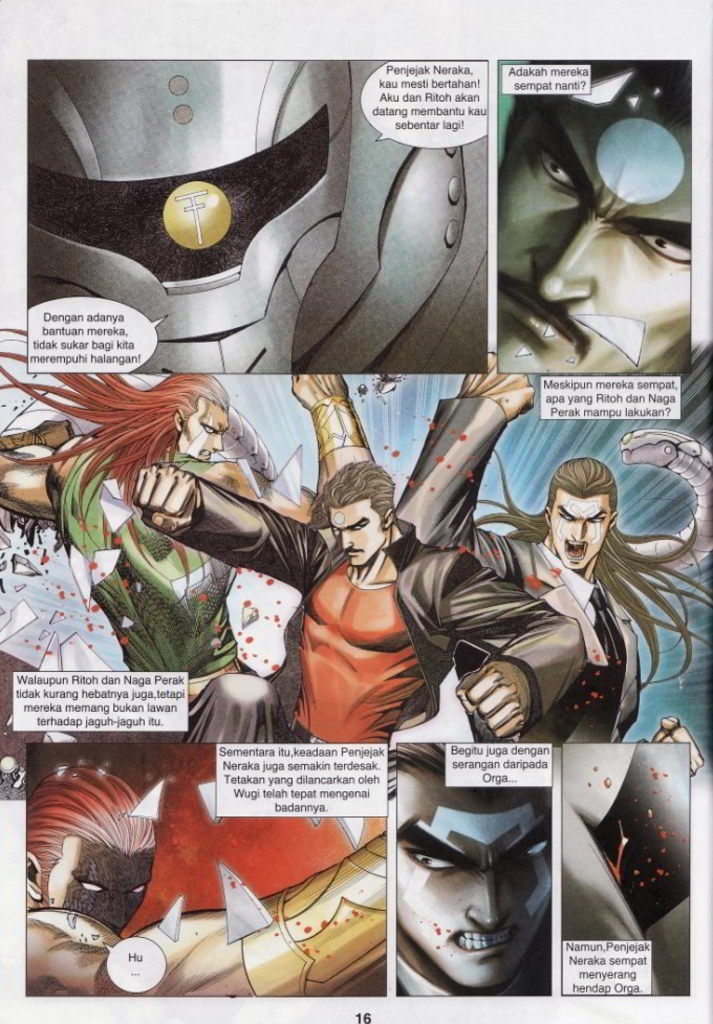 Penjejak Neraka,
kau mesti bertahan!
Aku dan Ritoh akan
datang membantu kau
sebentar lagi!
Dengan adanya
bantuan mereka,
tidak sukar bagi kita
merempuhi halangan!
Adakah mereka
sempat nanti?
Meskipun mereka sempat,
apa yang Ritoh dan Naga
Perak mampu lakukan?
Walaupun Ritoh dan Naga Perak
tidak kurang hebatnya juga,tetapi
mereka memang bukan lawan
terhadap jaguh-jaguh itu.
Sementara itu,keadaan Penjejak
Neraka juga semakin terdesak.
Tetakan yang dilancarkan oleh
Wugi telah tepat mengenai
badannya.
Hu
...
Begitu juga dengan
serangan daripada
Orga...
Namun,Penjejak
Neraka sempat
menyerang
hendap Orga.
16